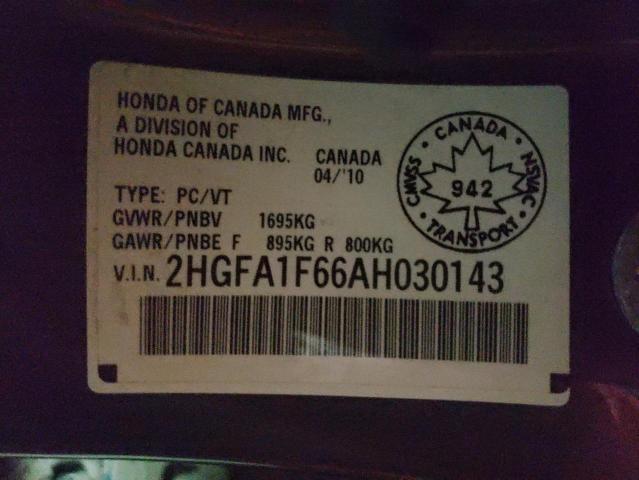 HONDA OF CANADA MFG.,
A DIVISION OF
HONDA CANADA INC. CANADA
04/'10
TYPE: PC/VT
GVWR/PNBV 1695KG
GAWR/PNBE F 895KG R 800KG
V.I.N. 2HGFA1F66AH030143
CANADA • NSVAC • TRANSPORT • CMVSS •
942